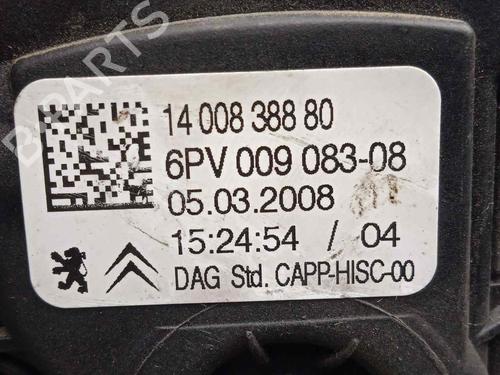 B-PARTS
14 008 388 80
6PV 009 083-08
05.03.2008
15:24:54 / 04
DAG Std. CAPP-HISC-00